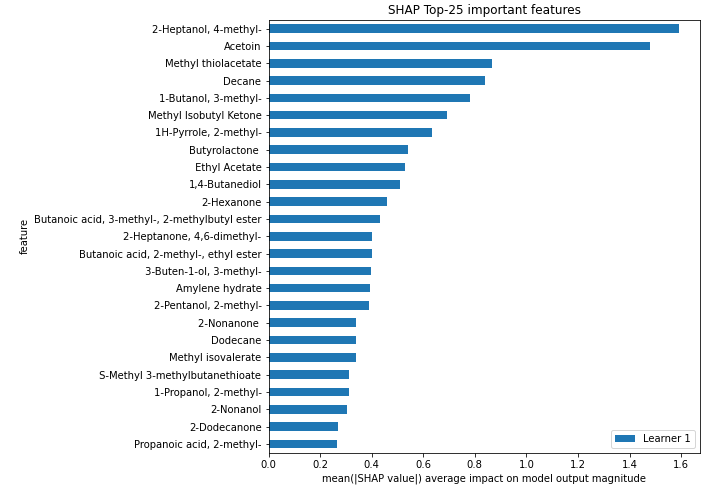 SHAP Top-25 important features
2-Heptanol, 4-methyl-
Acetoin
Methyl thiolacetate
Decane
1-Butanol, 3-methyl-
Methyl Isobutyl Ketone
1H-Pyrrole, 2-methyl-
Butyrolactone
Ethyl Acetate
1,4-Butanediol
2-Hexanone
Butanoic acid, 3-methyl-, 2-methylbutyl ester
2-Heptanone, 4,6-dimethyl-
Butanoic acid, 2-methyl-, ethyl ester
3-Buten-1-ol, 3-methyl-
Amylene hydrate
2-Pentanol, 2-methyl-
2-Nonanone
Dodecane
Methyl isovalerate
S-Methyl 3-methylbutanethioate
1-Propanol, 2-methyl-
2-Nonanol
2-Dodecanone
Propanoic acid, 2-methyl-
feature
Learner 1
0.0 0.2 0.4 0.6 0.8 1.0 1.2 1.4 1.6
mean(|SHAP value|) average impact on model output magnitude